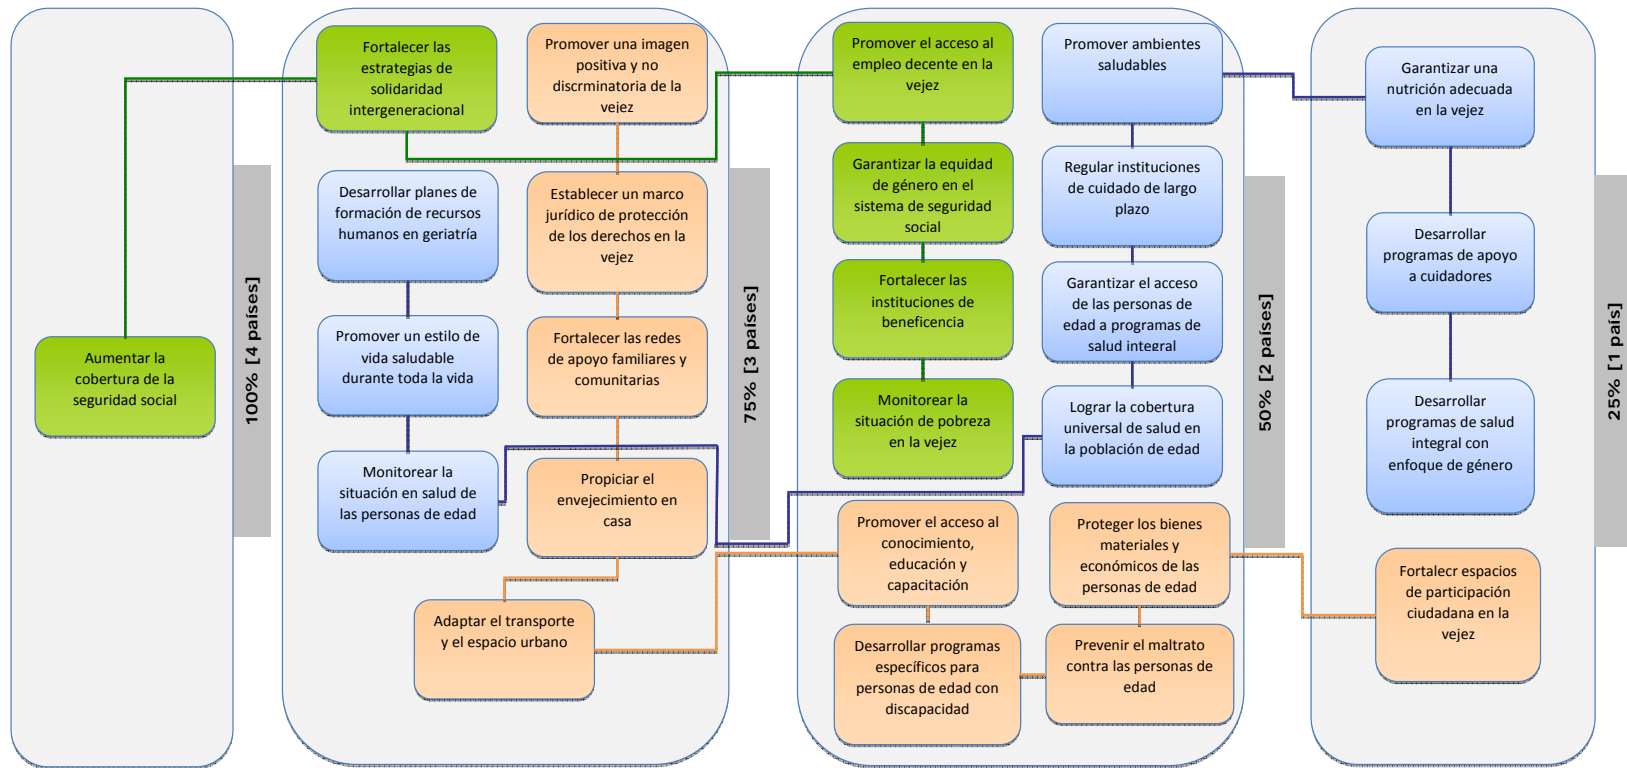 Aumentar la
cobertura de la
seguridad social
100% [4 países]
Fortalecer las
estrategias de
solidaridad
intergeneracional
Desarrollar planes de
formación de recursos
humanos en geriatría
Promover un estilo de
vida saludable
durante toda la vida
Monitorear la
situación en salud de
las personas de edad
Promover una imagen
positiva y no
discrminatoria de la
vejez
Establecer un marco
jurídico de protección
de los derechos en la
vejez
Fortalecer las redes
de apoyo familiares y
comunitarias
Propiciar el
envejecimiento en
casa
Adaptar el transporte
y el espacio urbano
75% [3 países]
Promover el acceso al
empleo decente en la
vejez
Garantizar la equidad
de género en el
sistema de seguridad
social
Fortalecer las
instituciones de
beneficencia
Monitorear la
situación de pobreza
en la vejez
Promover ambientes
saludables
Regular instituciones
de cuidado de largo
plazo
Garantizar el acceso
de las personas de
edad a programas de
salud integral
Lograr la cobertura
universal de salud en
la población de edad
Promover el acceso al
conocimiento,
educación y
capacitación
Proteger los bienes
materiales y
económicos de las
personas de edad
Desarrollar programas
específicos para
personas de edad con
discapacidad
Prevenir el maltrato
contra las personas de
edad
50% [2 países]
Garantizar una
nutrición adecuada
en la vejez
Desarrollar
programas de apoyo
a cuidadores
Desarrollar
programas de salud
integral con
enfoque de género
Fortalecr espacios
de participación
ciudadana en la
vejez
25% [1 país]